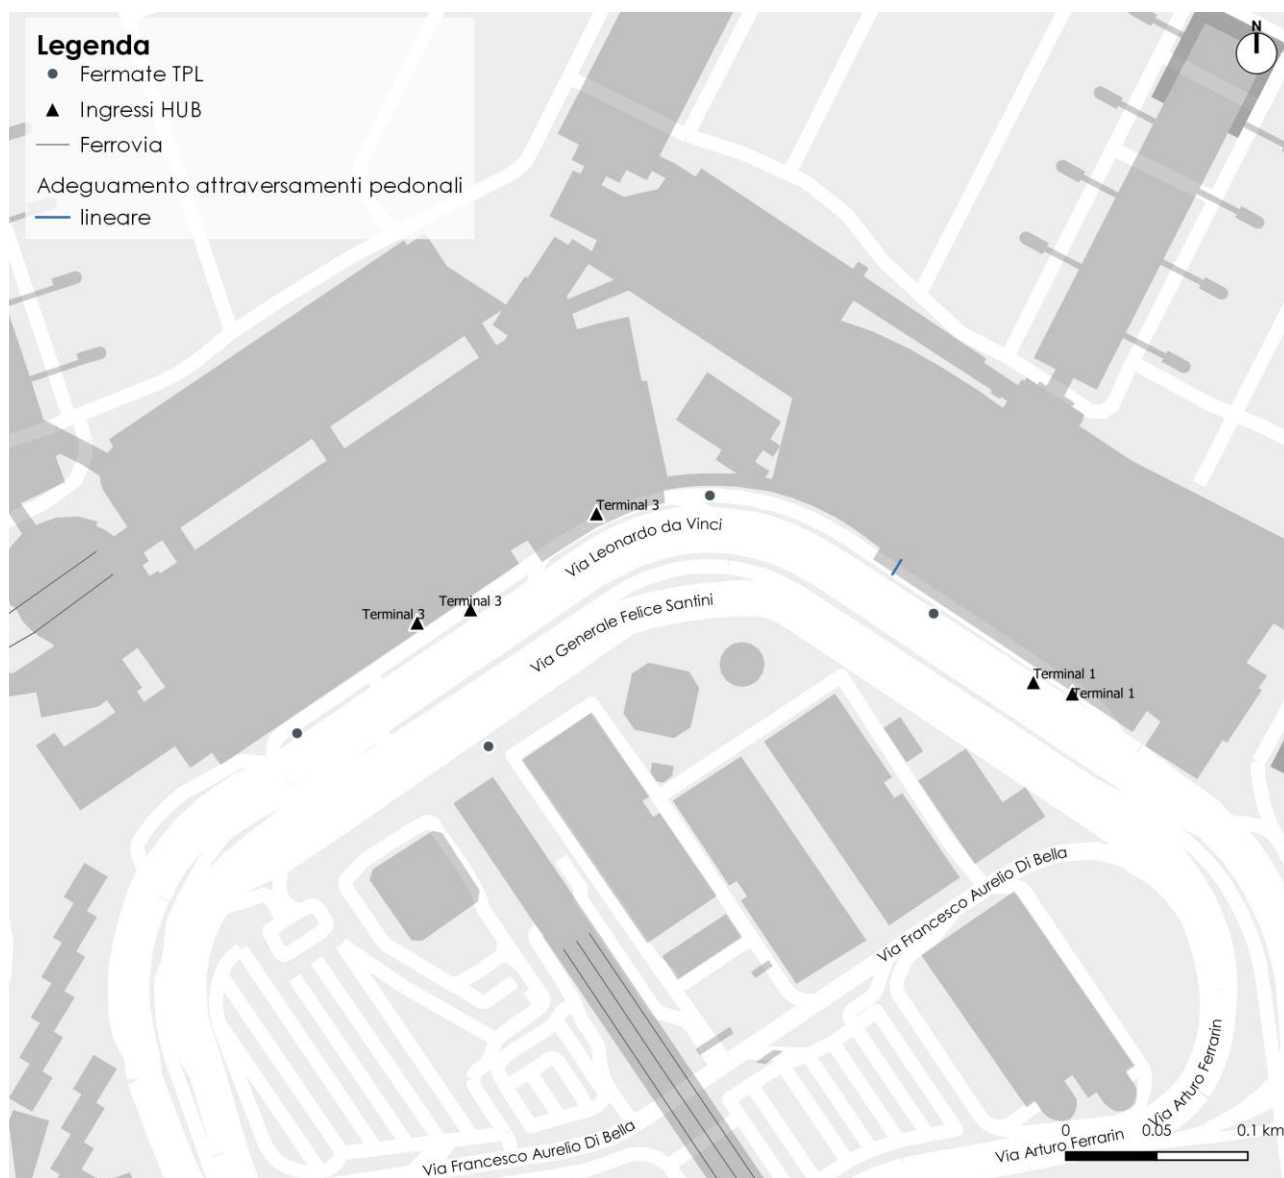 Legenda
Fermate TPL
Ingressi HUB
Ferrovia
Adeguamento attraversamenti pedonali
lineare
N
Terminal 3
Via Leonardo da Vinci
Terminal 3
Terminal 3
Via Generale Felice Santini
Terminal 1
Terminal 1
Via Francesco Aurelio Di Bella
Via Arturo Ferrarin
Via Francesco Aurelio Di Bella
Via Arturo Ferrarin
0 0.05 0.1 km